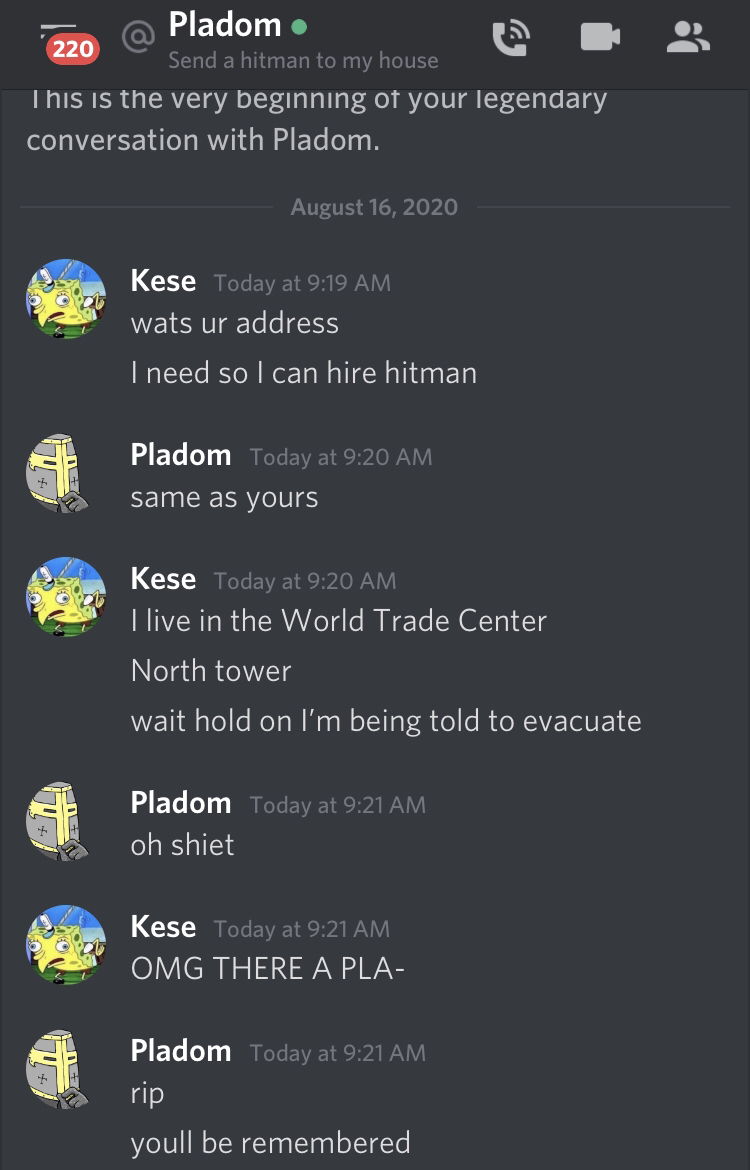 220
@ Pladom
Send a hitman to my house
This is the very beginning of your legendary
conversation with Pladom.
August 16, 2020
Kese Today at 9:19 AM
wats ur address
I need so I can hire hitman
Pladom Today at 9:20 AM
same as yours
Kese Today at 9:20 AM
I live in the World Trade Center
North tower
wait hold on I’m being told to evacuate
Pladom Today at 9:21 AM
oh shiet
Kese Today at 9:21 AM
OMG THERE A PLA-
Pladom Today at 9:21 AM
rip
youll be remembered